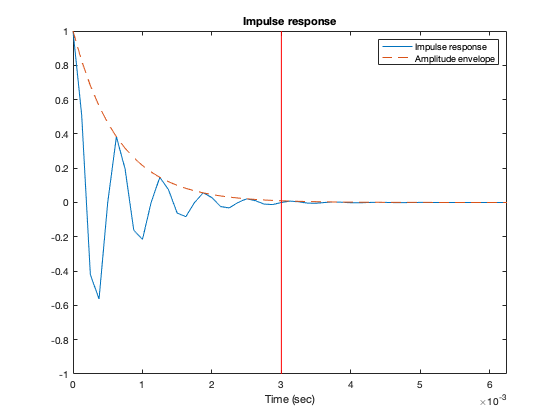 Impulse response
Impulse response
Amplitude envelope
1
0.8
0.6
0.4
0.2
0
-0.2
-0.4
-0.6
-0.8
-1
0 1 2 3 4 5 6
Time (sec)
×10⁻³